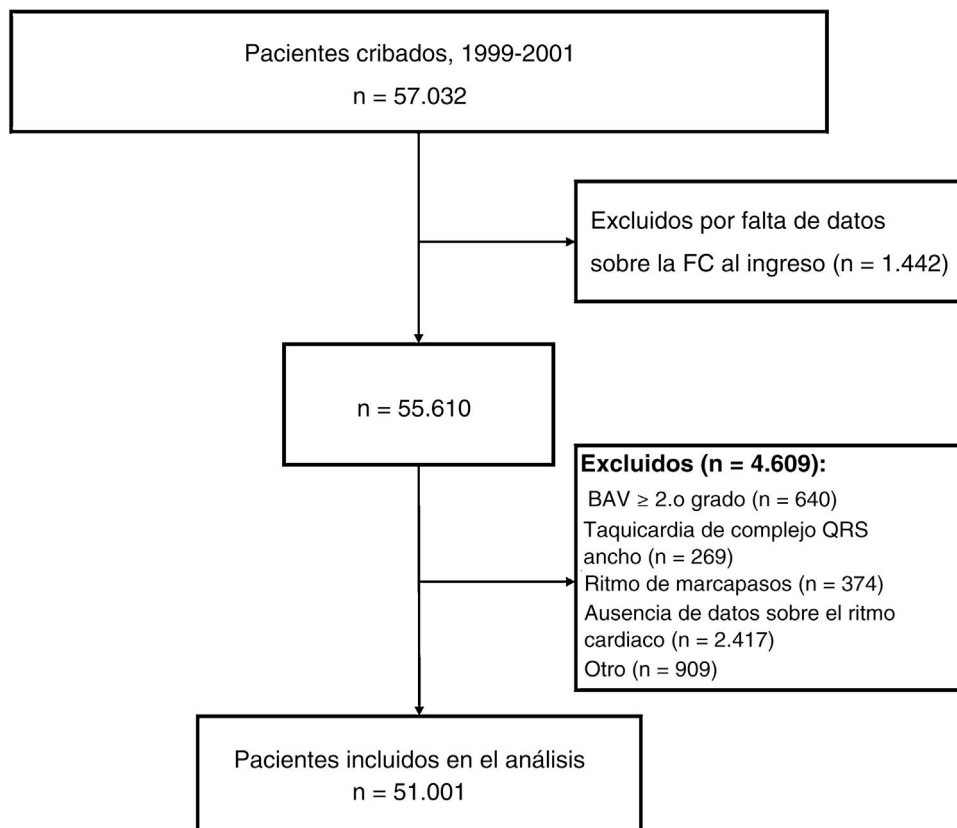 Pacientes cribados, 1999-2001
n = 57.032
Excluidos por falta de datos
sobre la FC al ingreso (n = 1.442)
n = 55.610
Excluidos (n = 4.609):
BAV ≥ 2.o grado (n = 640)
Taquicardia de complejo QRS
ancho (n = 269)
Ritmo de marcapasos (n = 374)
Ausencia de datos sobre el ritmo
cardiaco (n = 2.417)
Otro (n = 909)
Pacientes incluidos en el análisis
n = 51.001